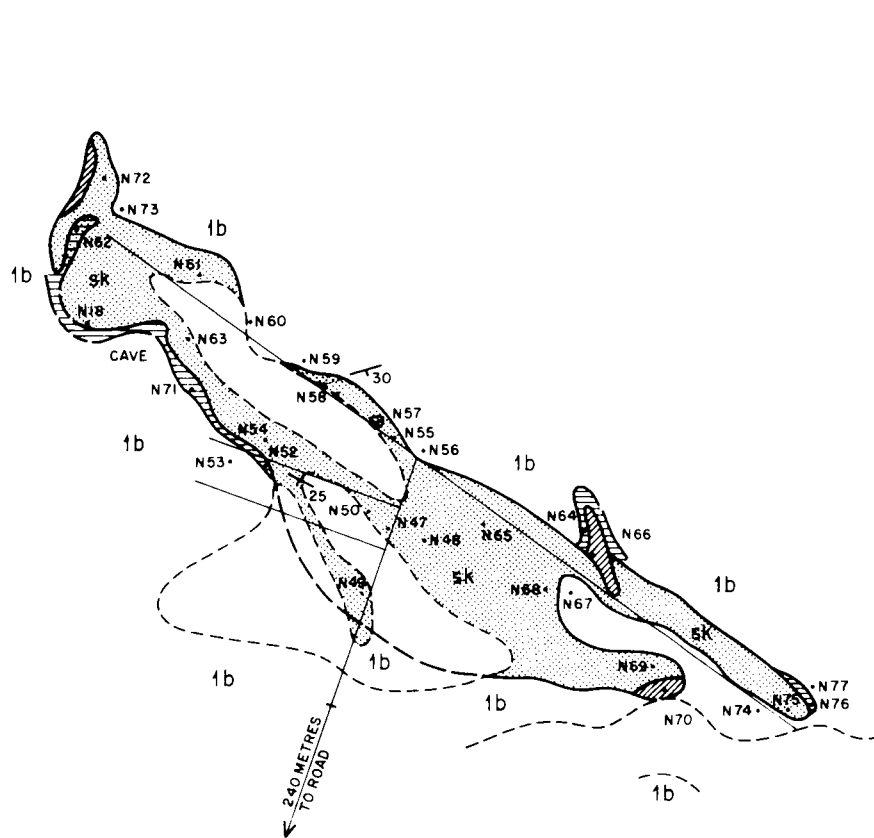 N72
N73
1b
N62
N61
1b
sk
N18
N60
N63
CAVE
N59
30
N71
N58
N57
N54
N55
1b
N52
N56
N53
1b
25
N50
N64
N47
N65
N66
N48
sk
N49
N68
N67
1b
sk
1b
N69
1b
N77
1b
N75
N76
N74
N70
240 METRES
TO ROAD
1b